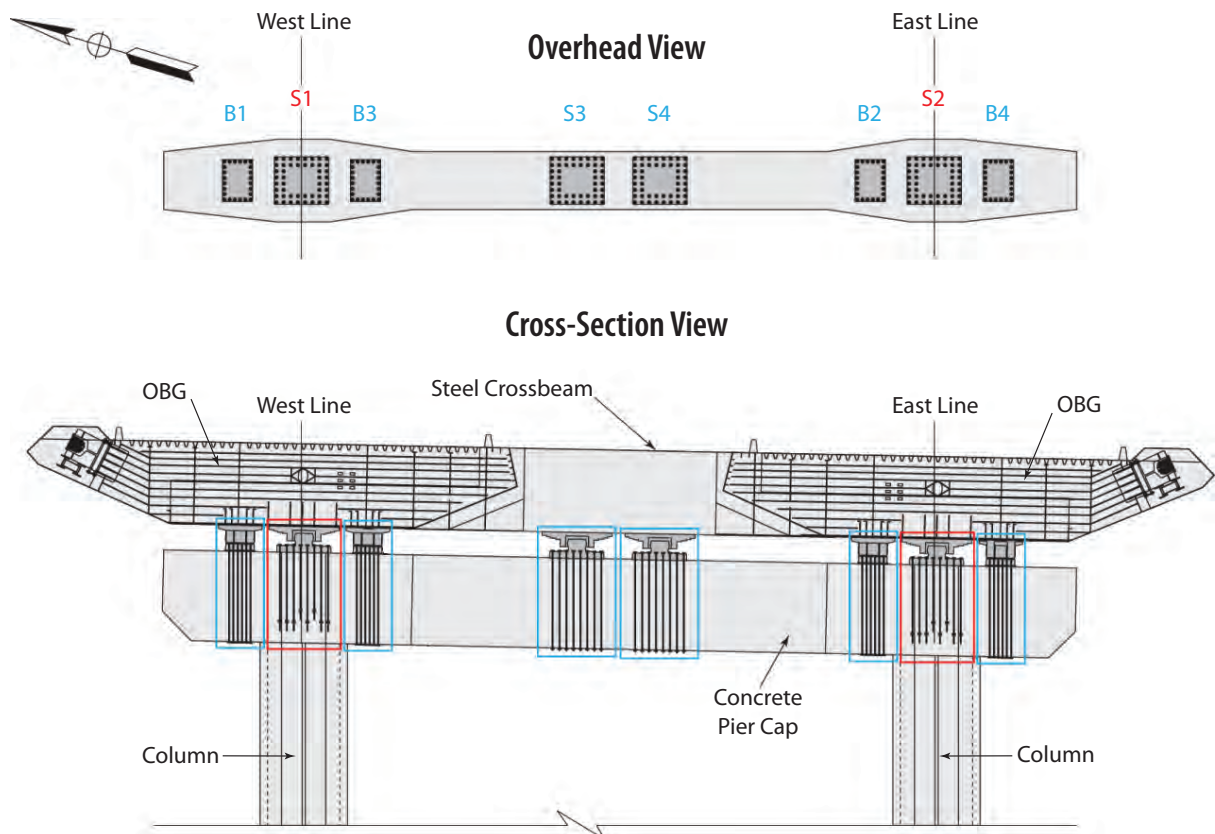 West Line
East Line
Overhead View
B1
S1
B3
S3
S4
B2
S2
B4
Cross-Section View
OBG
West Line
Steel Crossbeam
East Line
OBG
Concrete
Pier Cap
Column
Column